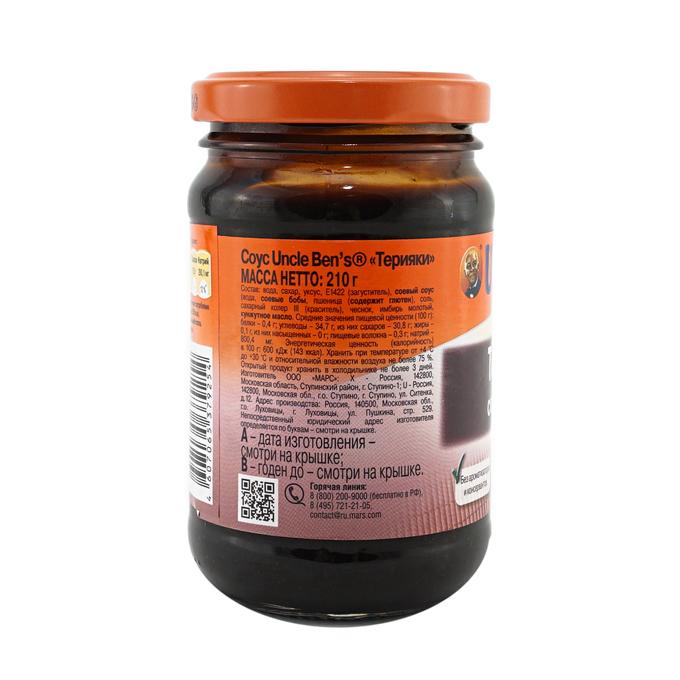 Соус Uncle Ben's® «Терияки»
МАССА НЕТТО: 210 г
Состав: вода, сахар, уксус, Е1422 (загуститель), соевый соус
(вода, соевые бобы, пшеница (содержит глютен), соль,
сахарный колер III (краситель), чеснок, имбирь молотый,
кунжутное масло. Средние значения пищевой ценности (100 г):
белки - 0,4 г; углеводы - 34,7 г, из них сахаров - 30,8 г; жиры -
0,1 г, из них насыщенных - 0 г; пищевые волокна - 0,3 г; натрий -
800,4 мг. Энергетическая ценность (калорийность)
в 100 г: 600 кДж (143 ккал). Хранить при температуре от +4°С
до +30°С и относительной влажности воздуха не более 75 %.
Открытый продукт хранить в холодильнике не более 3 дней.
Изготовитель ООО «МАРС»: X - Россия, 142800,
Московская область, Ступинский район, г. Ступино-1; U - Россия,
142800, Московская обл., г.о. Ступино, г. Ступино, ул. Ситенка,
д.12. Адрес производства: Россия, 140500, Московская обл.,
г.о. Луховицы, г. Луховицы, ул. Пушкина, стр. 529.
Непосредственный юридический адрес изготовителя
определяется по буквам – смотри на крышке.
А – дата изготовления –
смотри на крышке;
В – годен до – смотри на крышке.
Горячая линия:
8 (800) 200-9000 (бесплатно в РФ),
8 (495) 721-21-05,
contact@ru.mars.com
4 607065 379254
U
Т
Без ароматизаторов
и консервантов